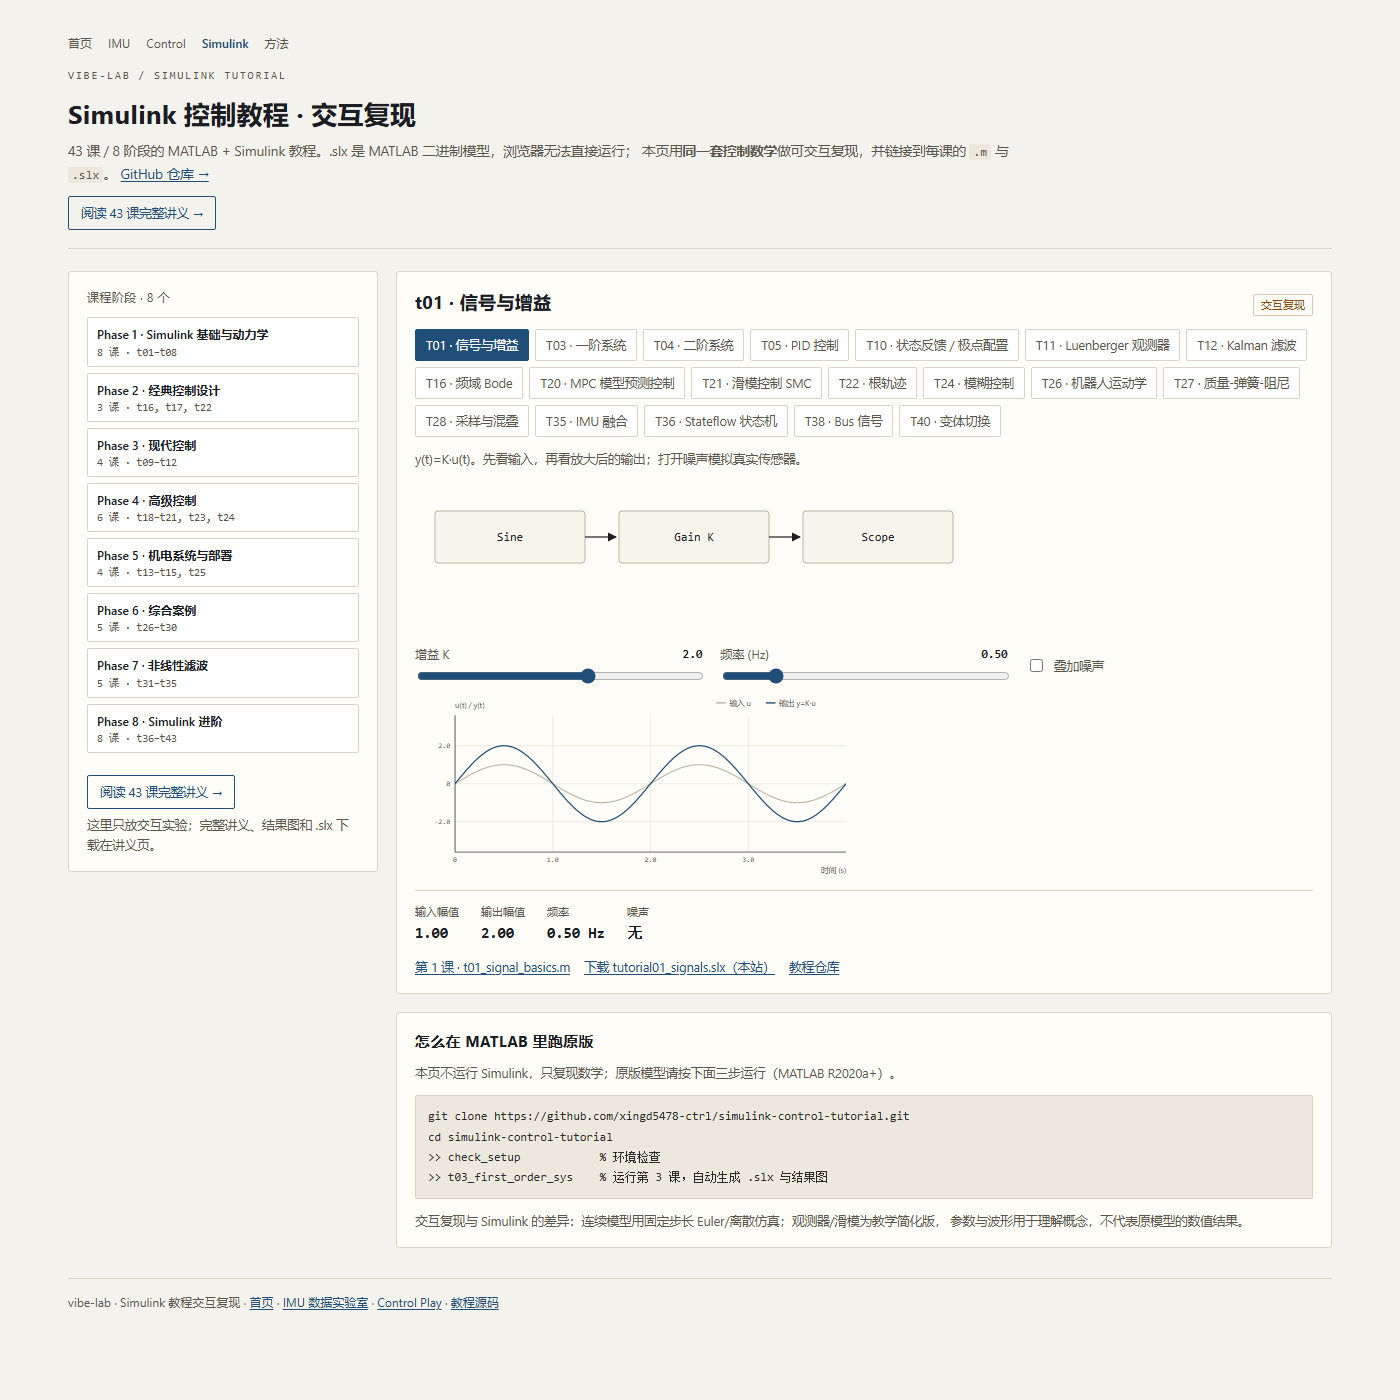 首页 IMU Control Simulink 方法
VIBE-LAB / SIMULINK TUTORIAL
Simulink 控制教程 · 交互复现
43 课 / 8 阶段的 MATLAB + Simulink 教程。.slx 是 MATLAB 二进制模型，浏览器无法直接运行； 本页用同一套控制数学做可交互复现，并链接到每课的 .m 与
.slx。 GitHub 仓库 →
阅读 43 课完整讲义 →
课程阶段 · 8 个
Phase 1 · Simulink 基础与动力学
8 课 · t01–t08
Phase 2 · 经典控制设计
3 课 · t16, t17, t22
Phase 3 · 现代控制
4 课 · t09–t12
Phase 4 · 高级控制
6 课 · t18–t21, t23, t24
Phase 5 · 机电系统与部署
4 课 · t13–t15, t25
Phase 6 · 综合案例
5 课 · t26–t30
Phase 7 · 非线性滤波
5 课 · t31–t35
Phase 8 · Simulink 进阶
8 课 · t36–t43
阅读 43 课完整讲义 →
这里只放交互实验；完整讲义、结果图和 .slx 下
载在讲义页。
t01 · 信号与增益
交互复现
T01 · 信号与增益 T03 · 一阶系统 T04 · 二阶系统 T05 · PID 控制 T10 · 状态反馈 / 极点配置 T11 · Luenberger 观测器 T12 · Kalman 滤波
T16 · 频域 Bode T20 · MPC 模型预测控制 T21 · 滑模控制 SMC T22 · 根轨迹 T24 · 模糊控制 T26 · 机器人运动学 T27 · 质量-弹簧-阻尼
T28 · 采样与混叠 T35 · IMU 融合 T36 · Stateflow 状态机 T38 · Bus 信号 T40 · 变体切换
y(t)=K·u(t)。先看输入，再看放大后的输出；打开噪声模拟真实传感器。
Sine Gain K Scope
增益 K 2.0 频率 (Hz) 0.50 叠加噪声
u(t) / y(t) 输入 u 输出 y=K·u
2.0
0
-2.0
0 1.0 2.0 3.0
时间 (s)
输入幅值 输出幅值 频率 噪声
1.00 2.00 0.50 Hz 无
第 1 课 · t01_signal_basics.m 下载 tutorial01_signals.slx（本站） 教程仓库
怎么在 MATLAB 里跑原版
本页不运行 Simulink，只复现数学；原版模型请按下面三步运行（MATLAB R2020a+）。
git clone https://github.com/xingd5478-ctrl/simulink-control-tutorial.git
cd simulink-control-tutorial
>> check_setup % 环境检查
>> t03_first_order_sys % 运行第 3 课，自动生成 .slx 与结果图
交互复现与 Simulink 的差异：连续模型用固定步长 Euler/离散仿真；观测器/滑模为教学简化版， 参数与波形用于理解概念，不代表原模型的数值结果。
vibe-lab · Simulink 教程交互复现 · 首页 · IMU 数据实验室 · Control Play · 教程源码